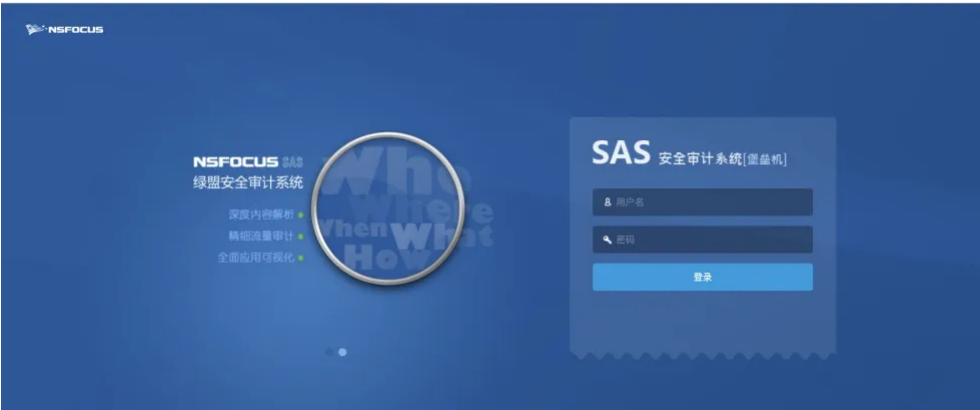 NSFOCUS
NSFOCUS SAS
绿盟安全审计系统
深度内容解析
精细流量审计
全面应用可视化
Who
Where
When What
How
SAS 安全审计系统[堡垒机]
用户名
密码
登录